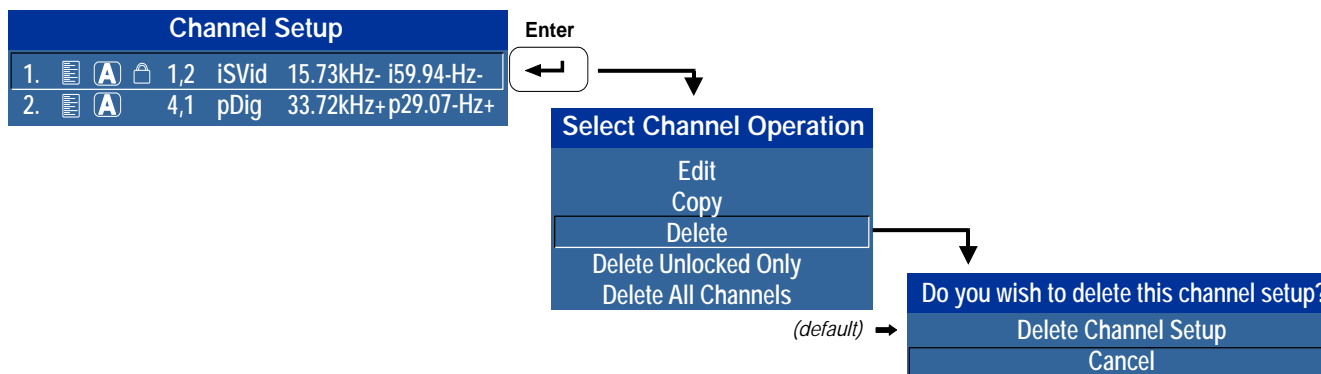 Channel Setup
1. A 1,2 iSVid 15.73kHz- i59.94-Hz-
2. A 4,1 pDig 33.72kHz+p29.07-Hz+
Enter
Select Channel Operation
Edit
Copy
Delete
Delete Unlocked Only
Delete All Channels
Do you wish to delete this channel setup?
(default)
Delete Channel Setup
Cancel